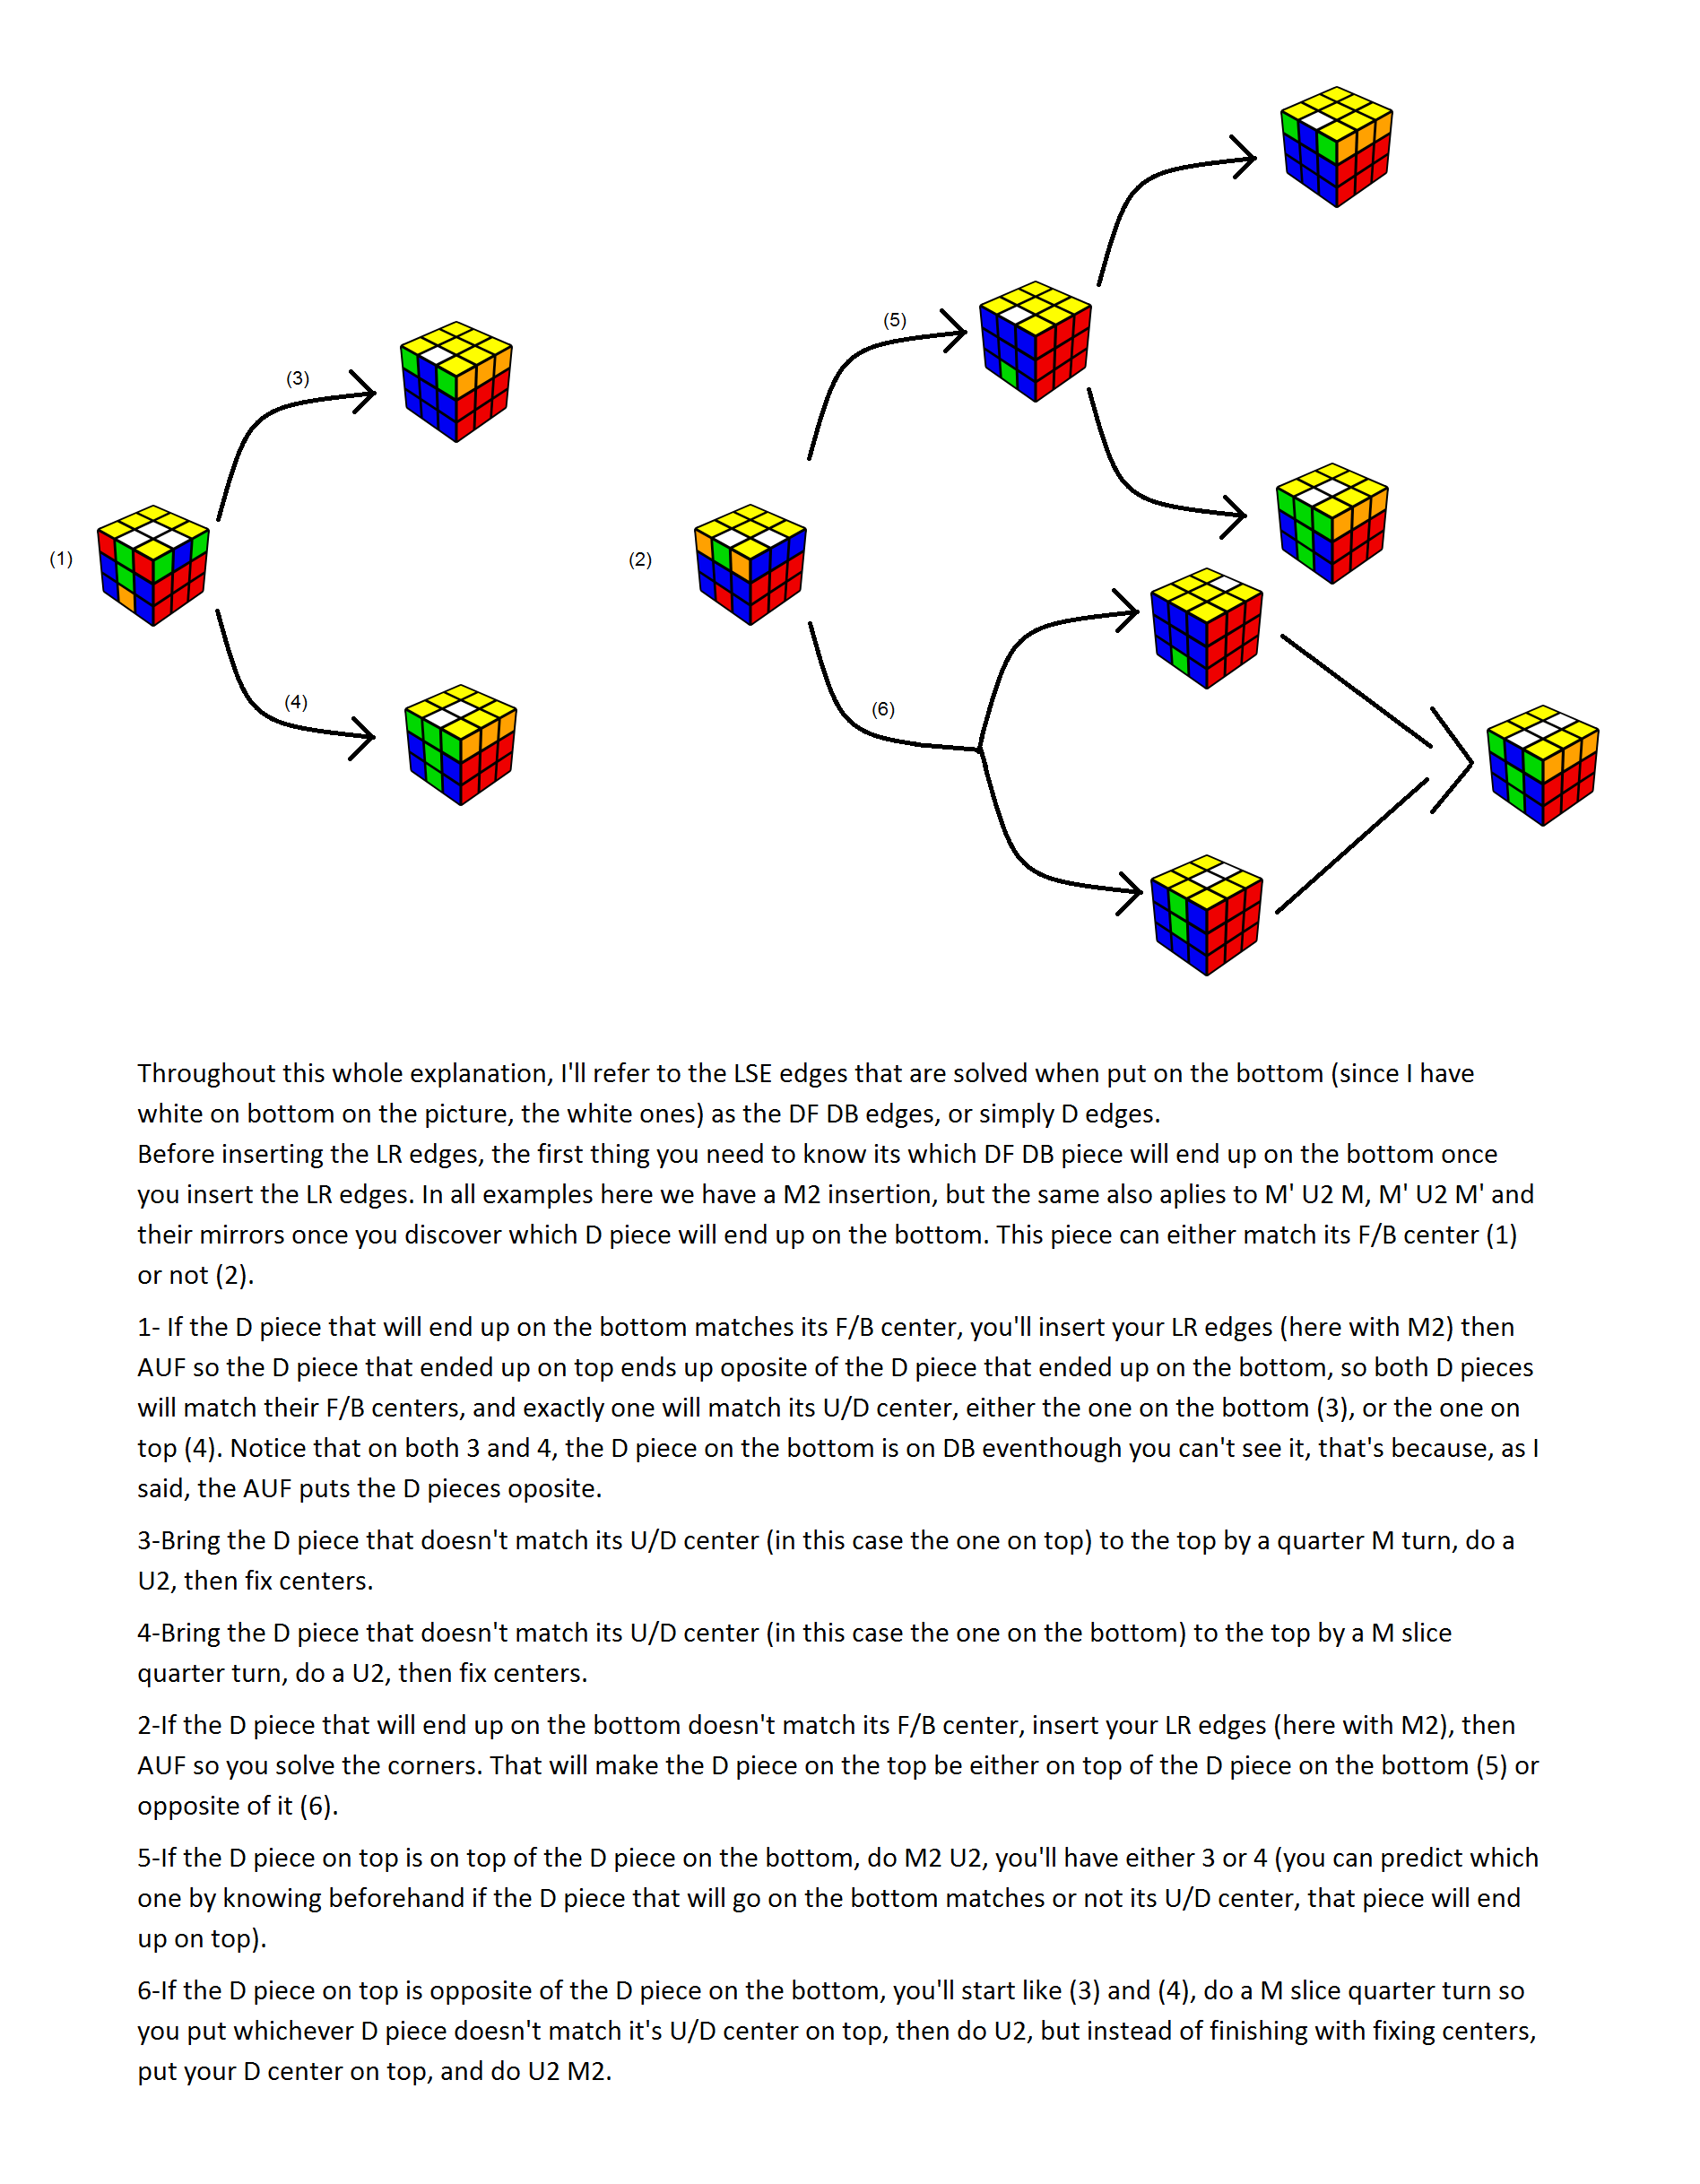 (5)
(3)
(1)
(2)
(4)
(6)
Throughout this whole explanation, I'll refer to the LSE edges that are solved when put on the bottom (since I have
white on bottom on the picture, the white ones) as the DF DB edges, or simply D edges.
Before inserting the LR edges, the first thing you need to know its which DF DB piece will end up on the bottom once
you insert the LR edges. In all examples here we have a M2 insertion, but the same also aplies to M' U2 M, M' U2 M' and
their mirrors once you discover which D piece will end up on the bottom. This piece can either match its F/B center (1)
or not (2).
1- If the D piece that will end up on the bottom matches its F/B center, you'll insert your LR edges (here with M2) then
AUF so the D piece that ended up on top ends up oposite of the D piece that ended up on the bottom, so both D pieces
will match their F/B centers, and exactly one will match its U/D center, either the one on the bottom (3), or the one on
top (4). Notice that on both 3 and 4, the D piece on the bottom is on DB eventhough you can't see it, that's because, as I
said, the AUF puts the D pieces oposite.
3-Bring the D piece that doesn't match its U/D center (in this case the one on top) to the top by a quarter M turn, do a
U2, then fix centers.
4-Bring the D piece that doesn't match its U/D center (in this case the one on the bottom) to the top by a M slice
quarter turn, do a U2, then fix centers.
2-If the D piece that will end up on the bottom doesn't match its F/B center, insert your LR edges (here with M2), then
AUF so you solve the corners. That will make the D piece on the top be either on top of the D piece on the bottom (5) or
opposite of it (6).
5-If the D piece on top is on top of the D piece on the bottom, do M2 U2, you'll have either 3 or 4 (you can predict which
one by knowing beforehand if the D piece that will go on the bottom matches or not its U/D center, that piece will end
up on top).
6-If the D piece on top is opposite of the D piece on the bottom, you'll start like (3) and (4), do a M slice quarter turn so
you put whichever D piece doesn't match it's U/D center on top, then do U2, but instead of finishing with fixing centers,
put your D center on top, and do U2 M2.